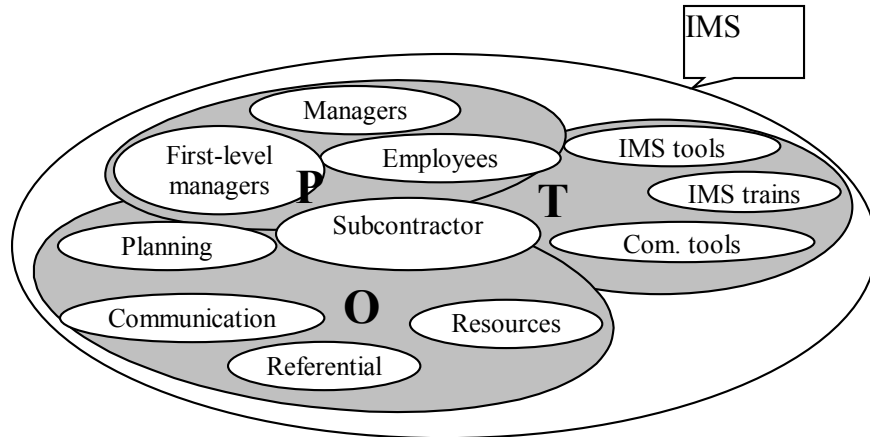 IMS
Managers
First-level
managers
Employees
IMS tools
P
T
IMS trains
Subcontractor
Planning
Com. tools
Communication
O
Resources
Referential